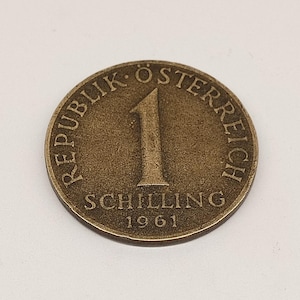 REPUBLIK·ÖSTERREICH
1
SCHILLING
1961